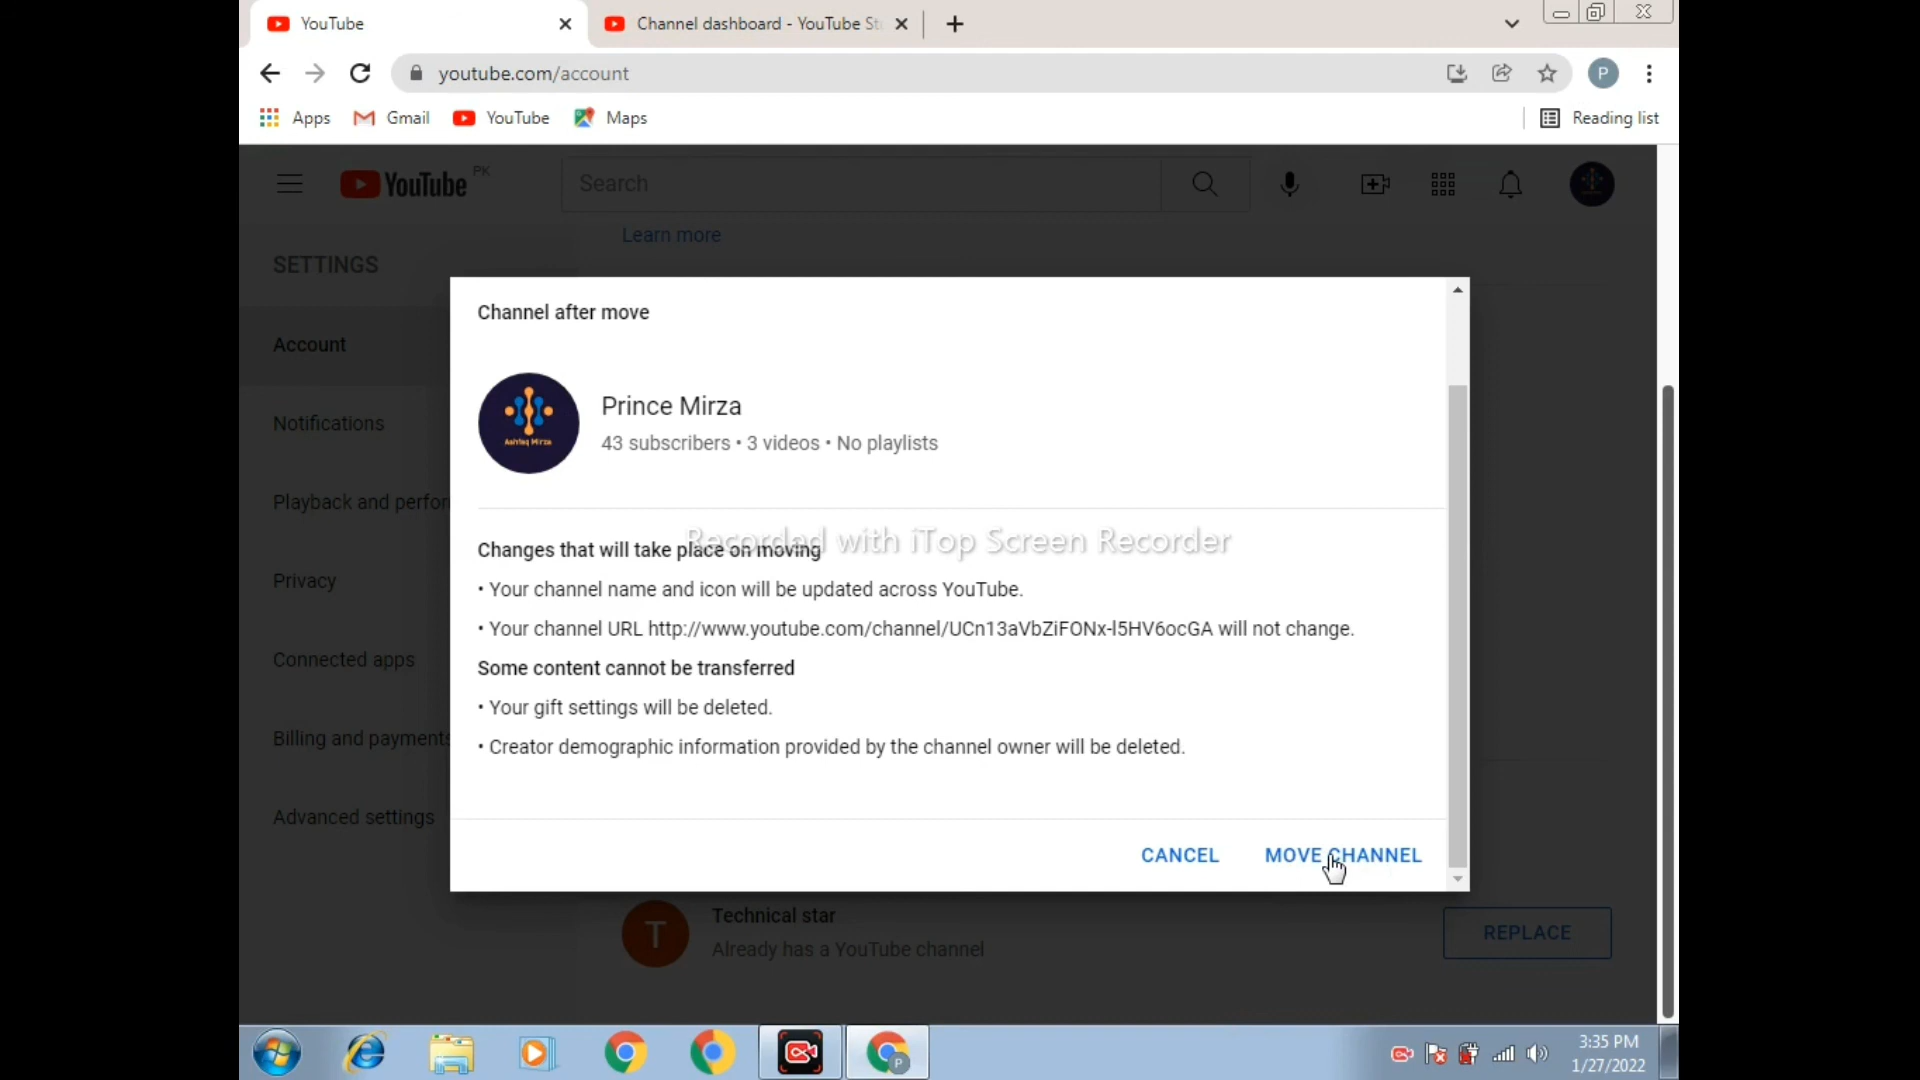 YouTube
Channel dashboard - YouTube St
youtube.com/account
P
Apps
Gmail
YouTube
Maps
Reading list
YouTube PK
Search
Learn more
SETTINGS
Account
Notifications
Playback and perfor
Privacy
Connected apps
Billing and payments
Advanced settings
Channel after move
Prince Mirza
43 subscribers • 3 videos • No playlists
Ashfaq Mirza
Recorded with iTop Screen Recorder
Changes that will take place on moving
• Your channel name and icon will be updated across YouTube.
• Your channel URL http://www.youtube.com/channel/UCn13aVbZiFONx-l5HV6ocGA will not change.
Some content cannot be transferred
• Your gift settings will be deleted.
• Creator demographic information provided by the channel owner will be deleted.
CANCEL
MOVE CHANNEL
T
Technical star
Already has a YouTube channel
REPLACE
P
3:35 PM
1/27/2022